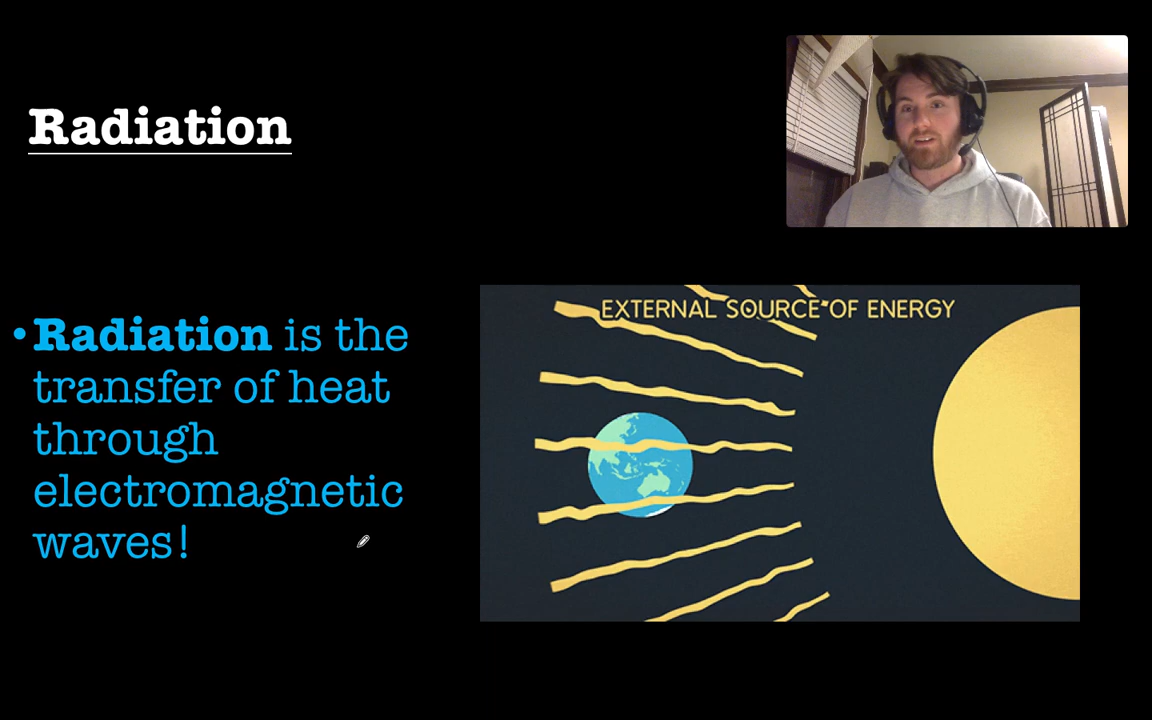 Radiation
• Radiation is the
transfer of heat
through
electromagnetic
waves!
EXTERNAL SOURCE OF ENERGY